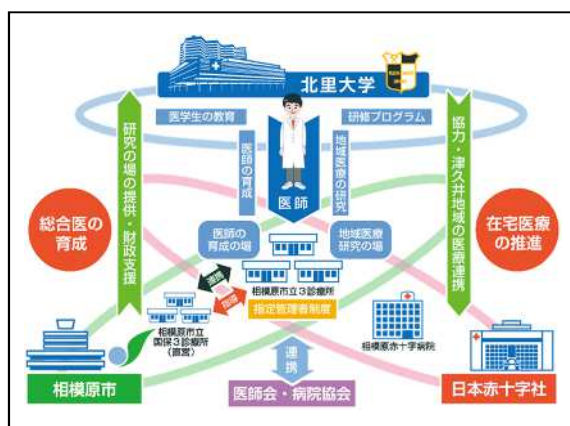 北里大学
医学生の教育
研修プログラム
医師の育成
地域医療の研究
医師
研究の場の提供・財政支援
協力・津久井地域の医療連携
総合医の
育成
在宅医療
の推進
医師の
育成の場
地域医療
研究の場
相模原市立3診療所
連携
指導
指定管理者制度
相模原市立
国保3診療所
(直営)
相模原赤十字病院
連携
相模原市
医師会・病院協会
日本赤十字社